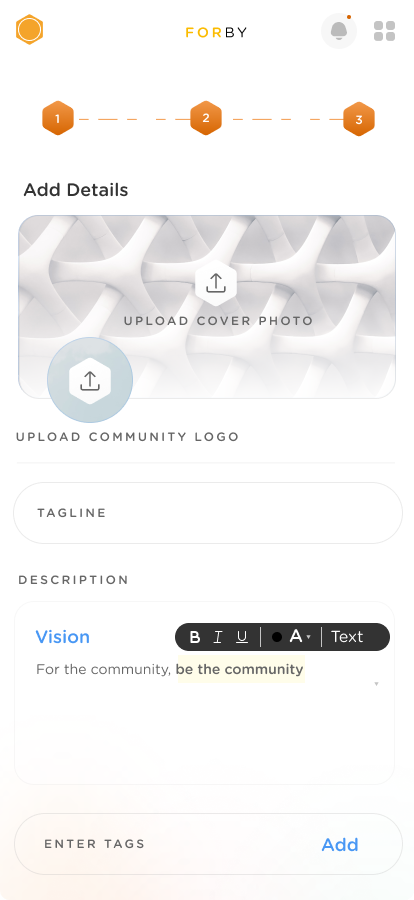 FORBY
1
2
3
Add Details
UPLOAD COVER PHOTO
UPLOAD COMMUNITY LOGO
TAGLINE
DESCRIPTION
Vision
B I U A Text
For the community, be the community
ENTER TAGS
Add